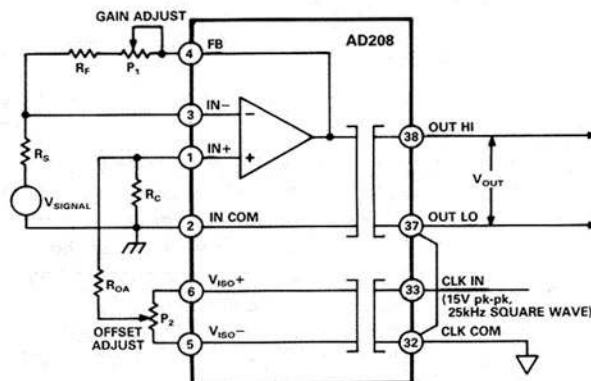 GAIN ADJUST
AD208
4
FB
RF
P1
3
IN−
−
38
OUT HI
1
IN+
+
RS
VOUT
RC
VSIGNAL
2
IN COM
37
OUT LO
ROA
6
VISO+
33
CLK IN
(15V pk-pk,
25kHz SQUARE WAVE)
P2
OFFSET
ADJUST
5
VISO−
32
CLK COM